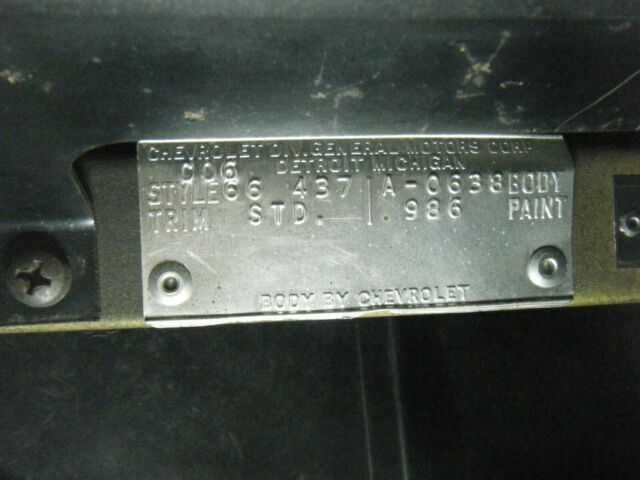 CHEVROLET DIV. GENERAL MOTORS CORP.
DETROIT MICHIGAN
006
STYLE 66 437 A-0638 BODY
TRIM STD. 986 PAINT
BODY BY CHEVROLET